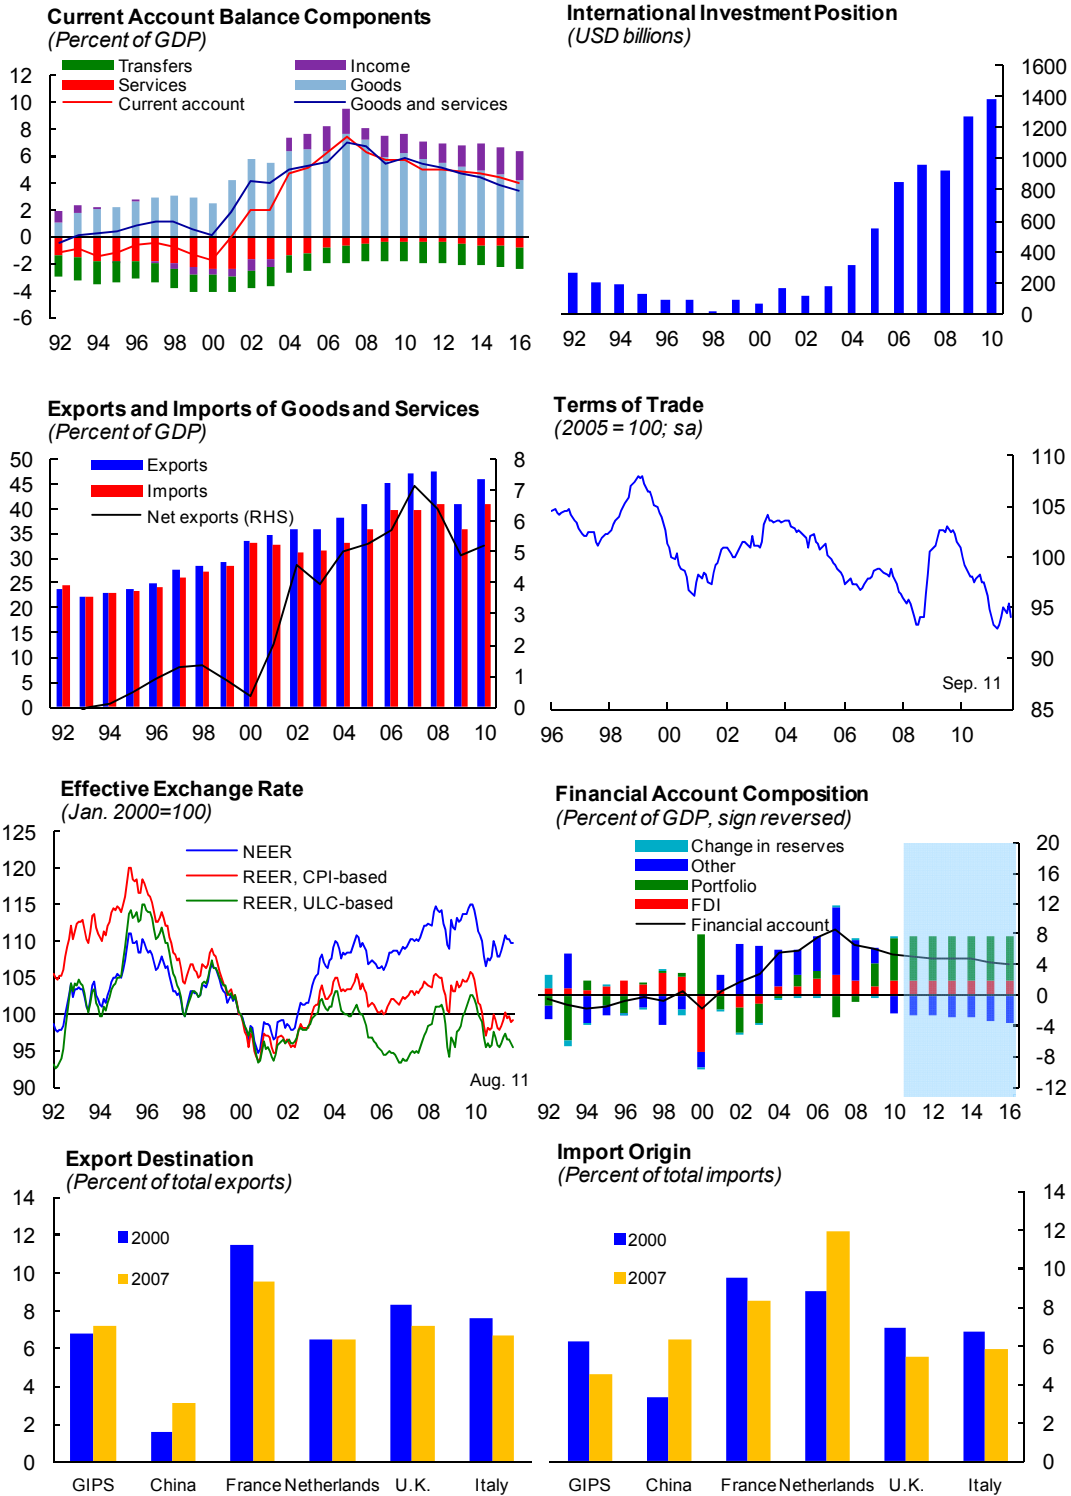 Current Account Balance Components
(Percent of GDP)
Transfers
Income
Services
Goods
Current account
Goods and services
12
10
8
6
4
2
0
-2
-4
-6
92 94 96 98 00 02 04 06 08 10 12 14 16
International Investment Position
(USD billions)
1600
1400
1200
1000
800
600
400
200
0
92 94 96 98 00 02 04 06 08 10
Exports and Imports of Goods and Services
(Percent of GDP)
Exports
Imports
Net exports (RHS)
50
45
40
35
30
25
20
15
10
5
0
8
7
6
5
4
3
2
1
0
92 94 96 98 00 02 04 06 08 10
Terms of Trade
(2005 = 100; sa)
110
105
100
95
90
85
Sep. 11
96 98 00 02 04 06 08 10
Effective Exchange Rate
(Jan. 2000=100)
NEER
REER, CPI-based
REER, ULC-based
125
120
115
110
105
100
95
90
Aug. 11
92 94 96 98 00 02 04 06 08 10
Financial Account Composition
(Percent of GDP, sign reversed)
Change in reserves
Other
Portfolio
FDI
Financial account
20
16
12
8
4
0
-4
-8
-12
92 94 96 98 00 02 04 06 08 10 12 14 16
Export Destination
(Percent of total exports)
2000
2007
14
12
10
8
6
4
2
0
GIPS China France Netherlands U.K. Italy
Import Origin
(Percent of total imports)
2000
2007
14
12
10
8
6
4
2
0
GIPS China France Netherlands U.K. Italy